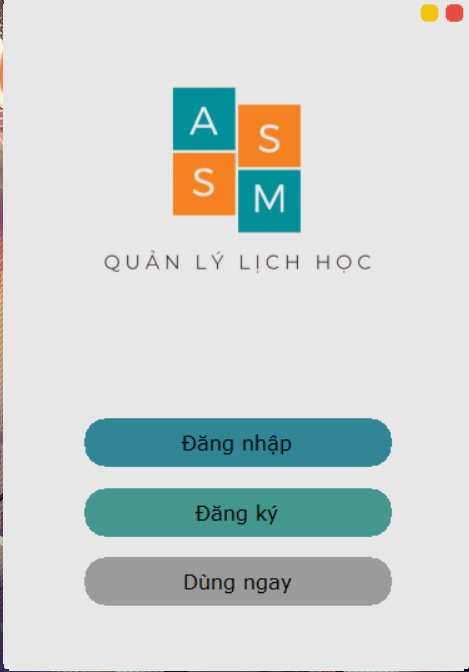 A S
S M
QUẢN LÝ LỊCH HỌC
Đăng nhập
Đăng ký
Dùng ngay